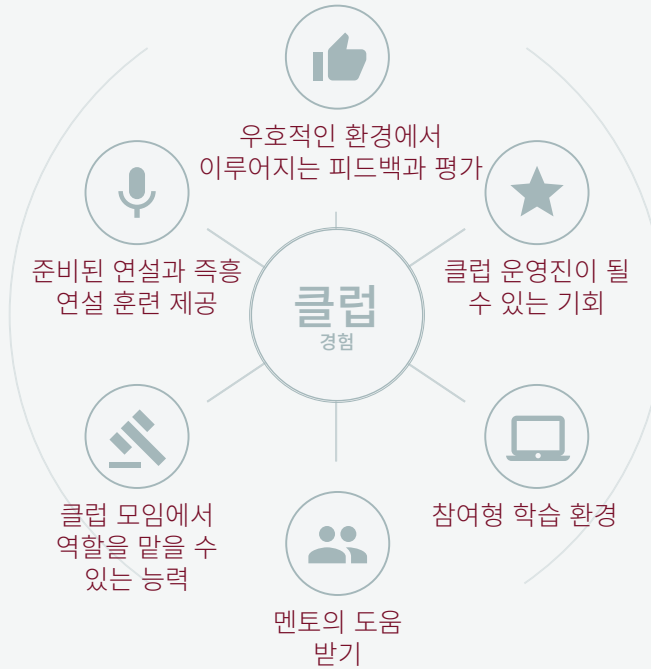 우호적인 환경에서
이루어지는 피드백과 평가
준비된 연설과 즉흥
연설 훈련 제공
클럽 운영진이 될
수 있는 기회
클럽
경험
클럽 모임에서
역할을 맡을 수
있는 능력
참여형 학습 환경
멘토의 도움
받기